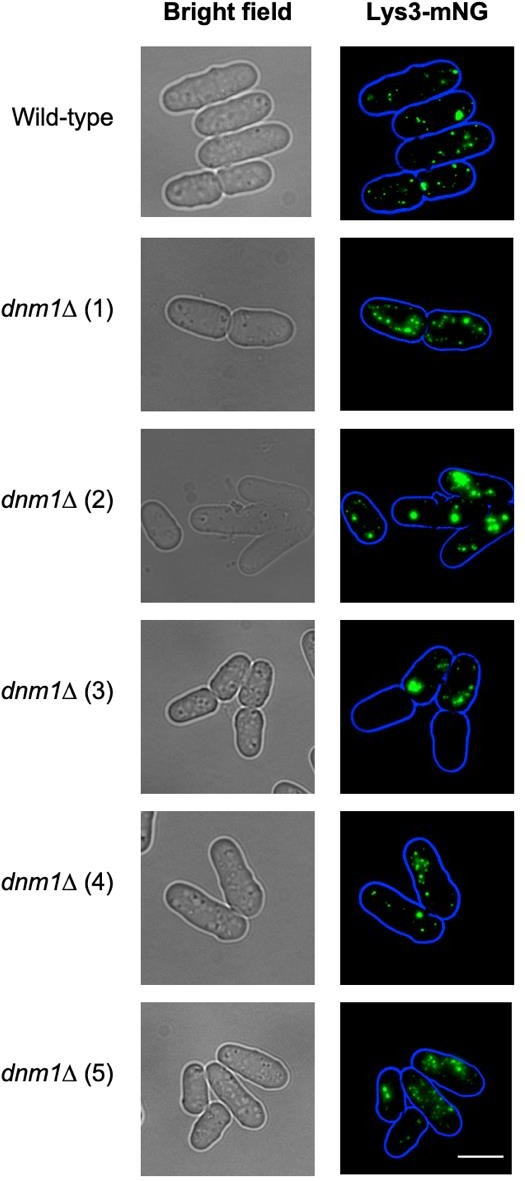 Bright field Lys3-mNG
Wild-type
dnm1Δ (1)
dnm1Δ (2)
dnm1Δ (3)
dnm1Δ (4)
dnm1Δ (5)